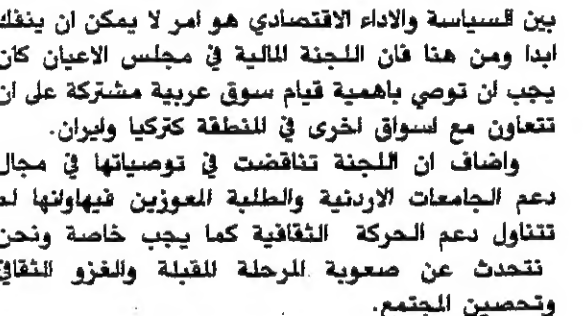 بين السياسة والاداء الاقتصادي هو امر لا يمكن ان ينفك
ابدا ومن هنا فان اللجنة المالية في مجلس الاعيان كان
يجب ان توصي باهمية قيام سوق عربية مشتركة على ان
تتعاون مع اسواق اخرى في المنطقة كتركيا وايران.
واضاف ان اللجنة تناقضت في توصياتها في مجال
دعم الجامعات الاردنية والطلبة المعوزين لم
تتناول دعم الحركة الثقافية كما يجب خاصة ونحن
نتحدث عن صعوبة المرحلة المقبلة والغزو الثقافي
وتحصين المجتمع.